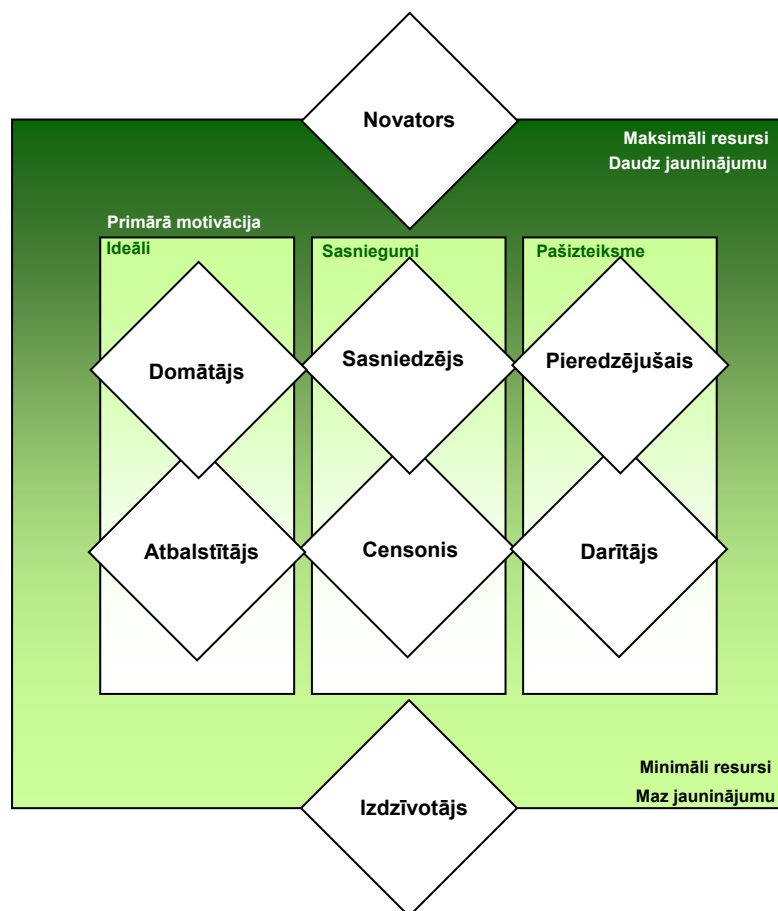 Novators
Maksimāli resursi
Daudz jauninājumu
Primārā motivācija
Ideāli
Sasniegumi
Pašizteiksme
Domātājs
Sasniedzējs
Pieredzējušais
Atbalstītājs
Censonis
Darītājs
Minimāli resursi
Maz jauninājumu
Izdzīvotājs